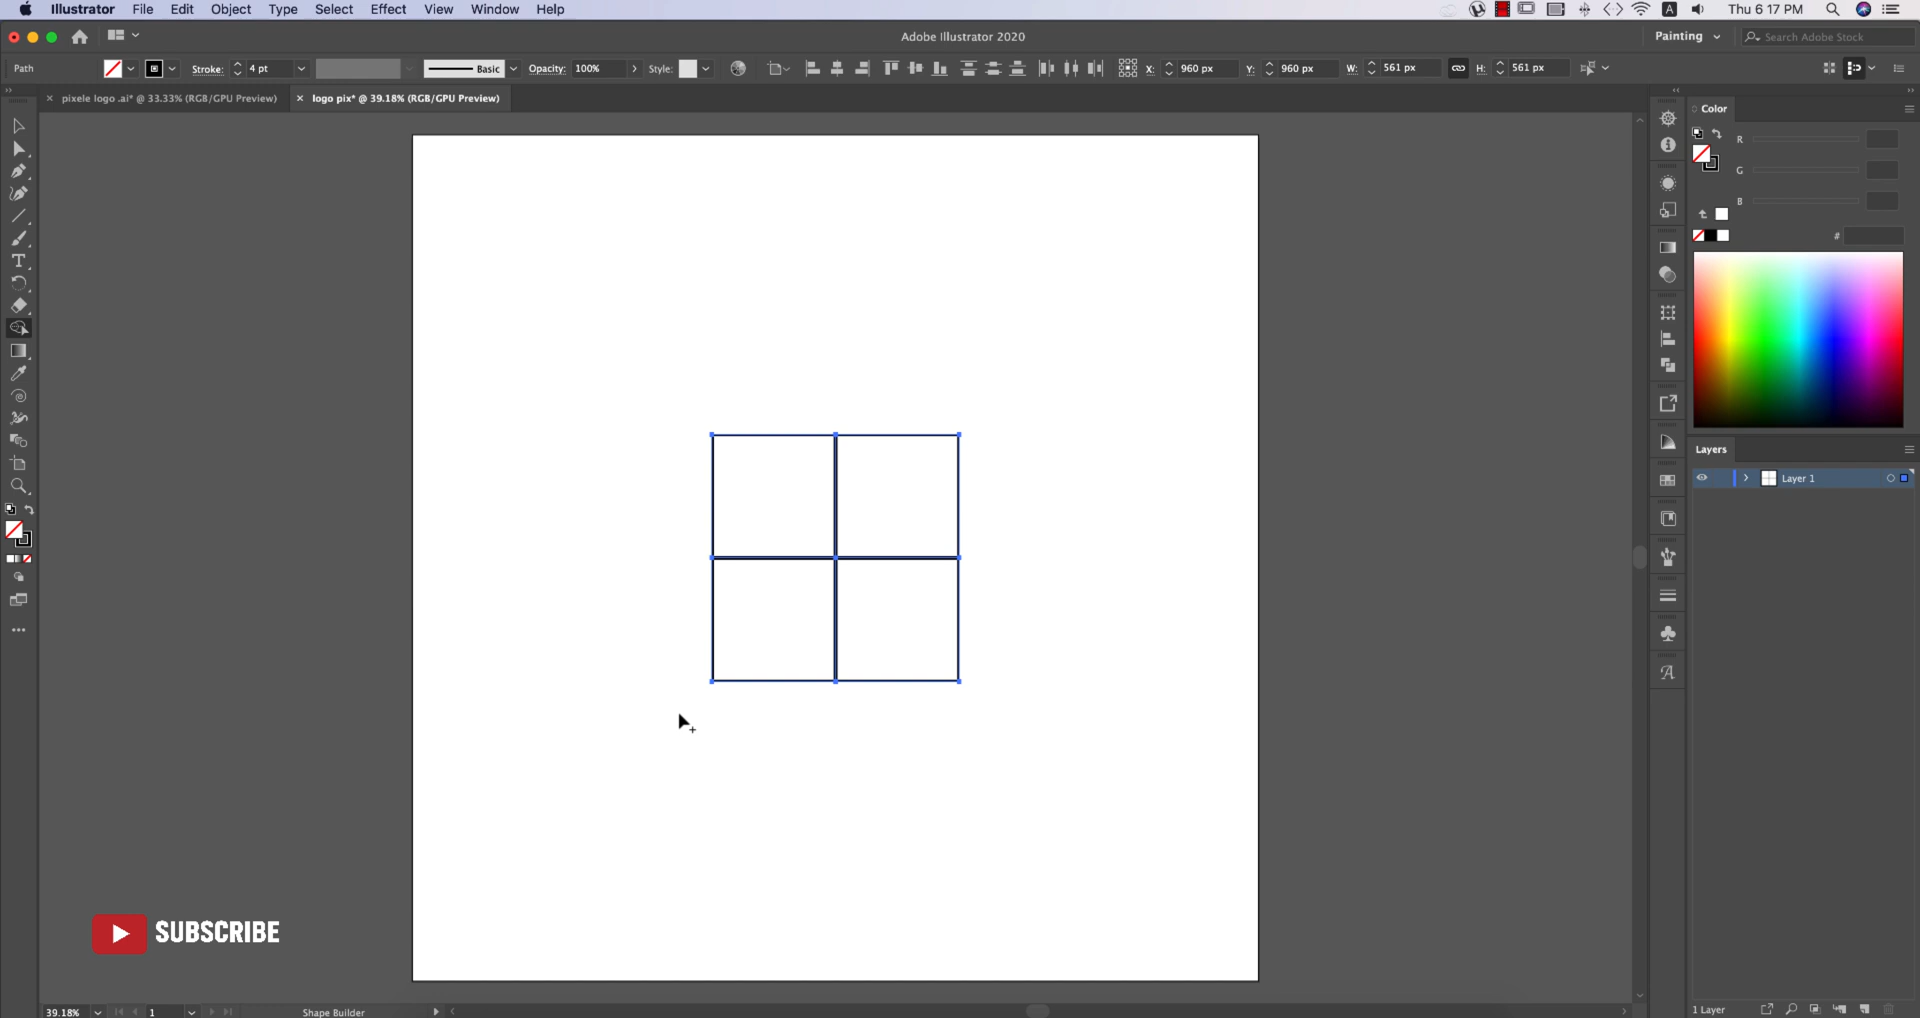 Illustrator File Edit Object Type Select Effect View Window Help
A Thu 6 17 PM
Adobe Illustrator 2020
Painting
Search Adobe Stock
Path Stroke: 4 pt Basic Opacity: 100% Style: X: 960 px Y: 960 px W: 561 px H: 561 px
pixele logo .ai* @ 33.33% (RGB/GPU Preview)
logo pix* @ 39.18% (RGB/GPU Preview)
Color
R
G
B
#
Layers
Layer 1
SUBSCRIBE
39.18% 1 Shape Builder
1 Layer